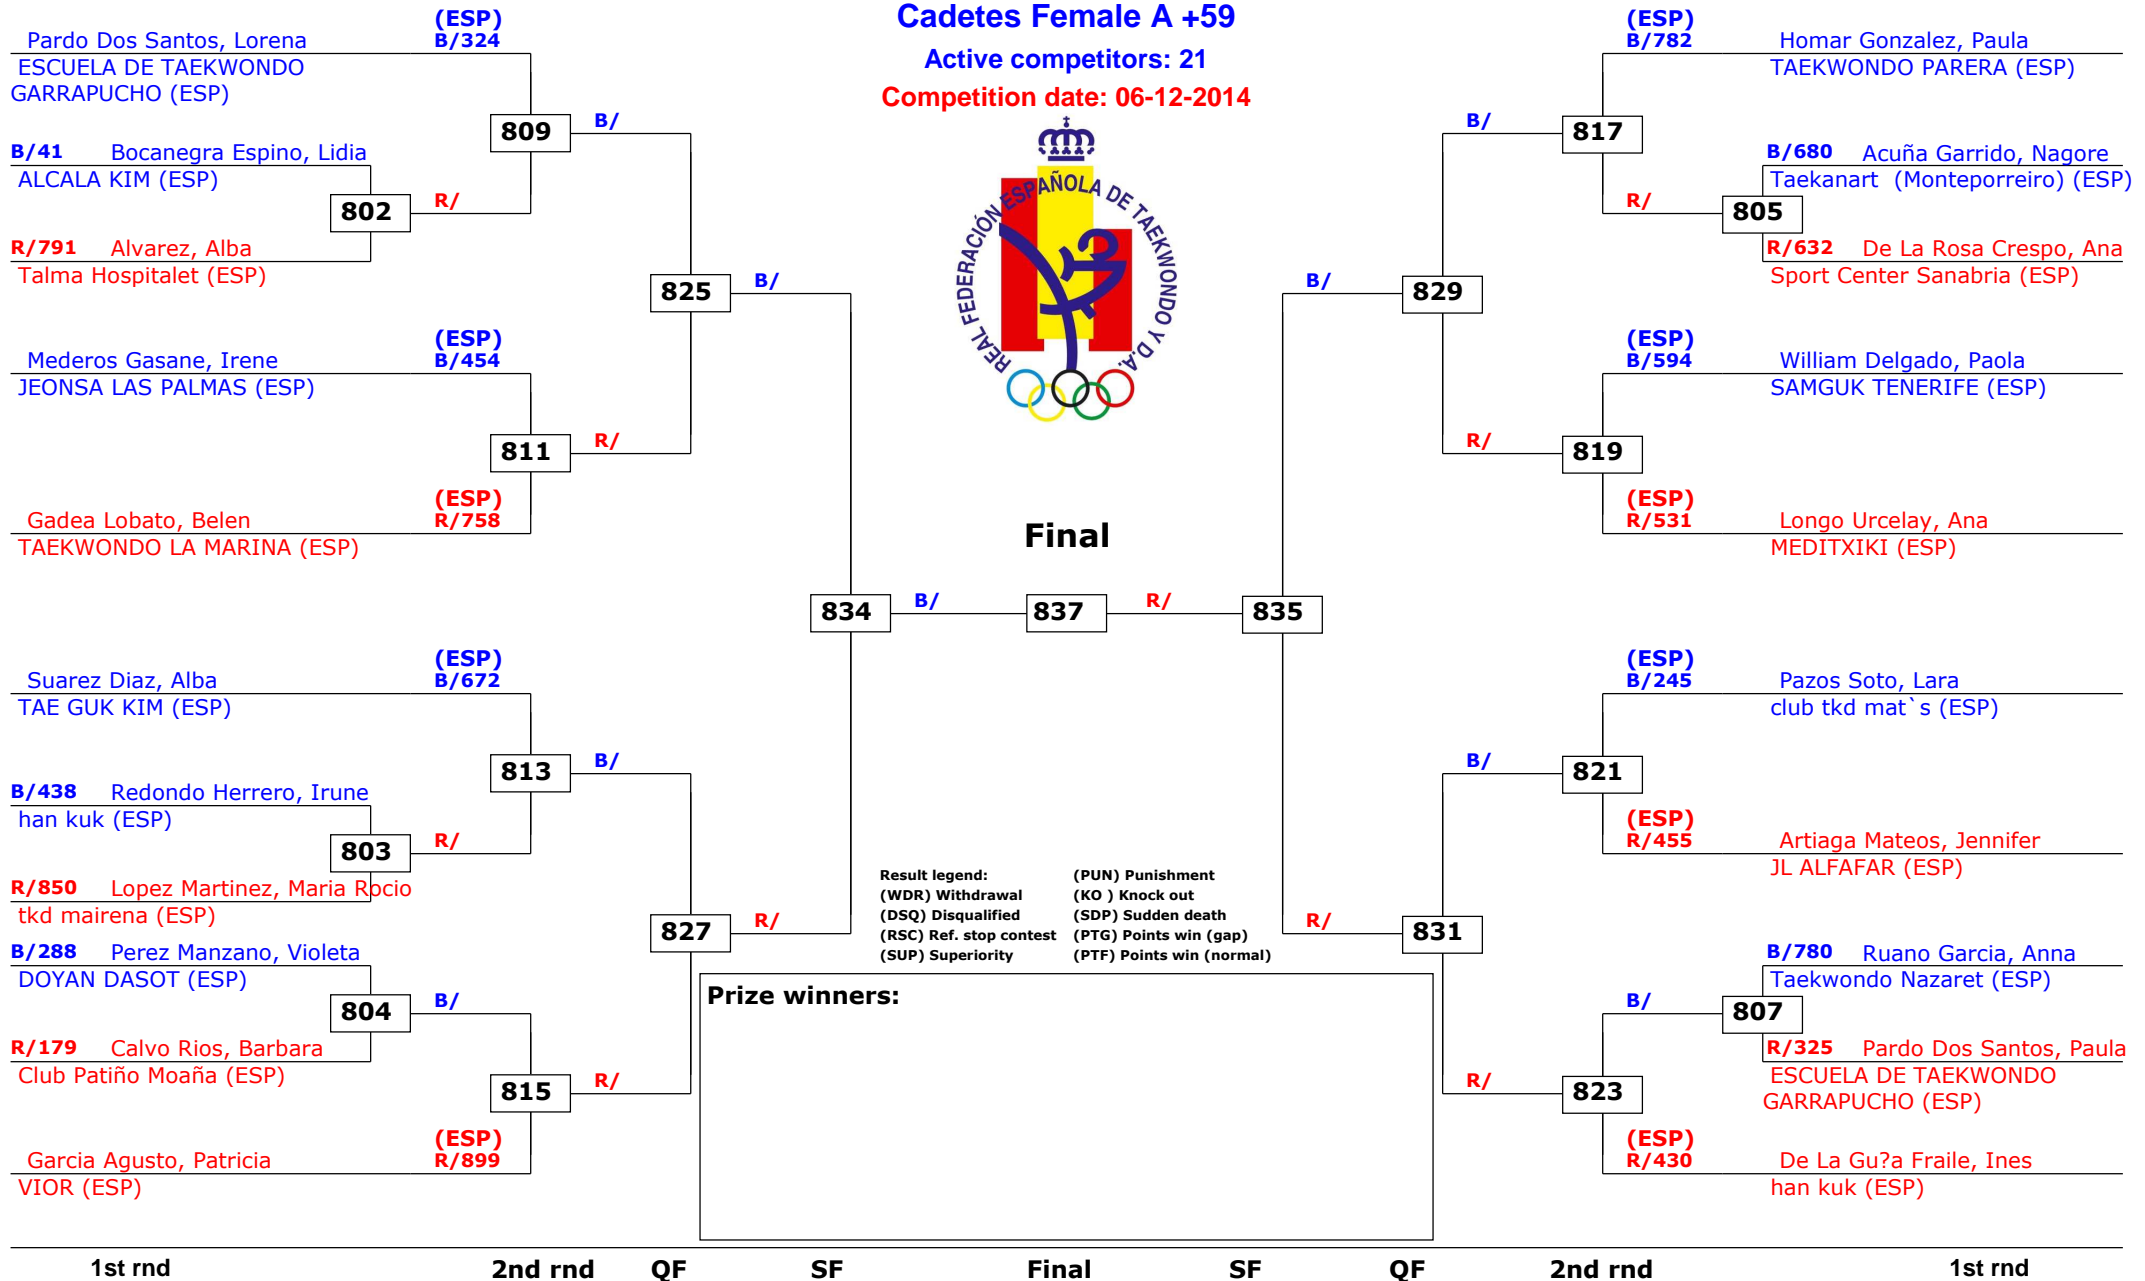 Cadetes Female A +59
Active competitors: 21
Competition date: 06-12-2014
REAL FEDERACIÓN ESPAÑOLA DE TAEKWONDO Y D.A.
(ESP)
Pardo Dos Santos, Lorena B/324
ESCUELA DE TAEKWONDO
GARRAPUCHO (ESP)
809
B/
B/41 Bocanegra Espino, Lidia
ALCALA KIM (ESP)
802
R/
R/791 Alvarez, Alba
Talma Hospitalet (ESP)
825
B/
(ESP)
Mederos Gasane, Irene B/454
JEONSA LAS PALMAS (ESP)
811
R/
(ESP)
Gadea Lobato, Belen R/758
TAEKWONDO LA MARINA (ESP)
834
B/
(ESP)
Suarez Diaz, Alba B/672
TAE GUK KIM (ESP)
813
B/
B/438 Redondo Herrero, Irune
han kuk (ESP)
803
R/
R/850 Lopez Martinez, Maria Rocio
tkd mairena (ESP)
827
R/
B/288 Perez Manzano, Violeta
DOYAN DASOT (ESP)
804
B/
R/179 Calvo Rios, Barbara
Club Patiño Moaña (ESP)
815
R/
(ESP)
Garcia Agusto, Patricia R/899
VIOR (ESP)
Final
837
R/
835
(ESP)
B/782 Homar Gonzalez, Paula
TAEKWONDO PARERA (ESP)
B/
817
B/680 Acuña Garrido, Nagore
Taekanart (Monteporreiro) (ESP)
R/
805
R/632 De La Rosa Crespo, Ana
Sport Center Sanabria (ESP)
B/
829
(ESP)
B/594 William Delgado, Paola
SAMGUK TENERIFE (ESP)
R/
819
(ESP)
R/531 Longo Urcelay, Ana
MEDITXIKI (ESP)
(ESP)
B/245 Pazos Soto, Lara
club tkd mat`s (ESP)
B/
821
(ESP)
R/455 Artiaga Mateos, Jennifer
JL ALFAFAR (ESP)
R/
831
B/780 Ruano Garcia, Anna
Taekwondo Nazaret (ESP)
B/
807
R/325 Pardo Dos Santos, Paula
ESCUELA DE TAEKWONDO
GARRAPUCHO (ESP)
R/
823
(ESP)
R/430 De La Gu?a Fraile, Ines
han kuk (ESP)
Result legend: (PUN) Punishment
(WDR) Withdrawal (KO ) Knock out
(DSQ) Disqualified (SDP) Sudden death
(RSC) Ref. stop contest (PTG) Points win (gap)
(SUP) Superiority (PTF) Points win (normal)
Prize winners:
1st rnd 2nd rnd QF SF Final SF QF 2nd rnd 1st rnd